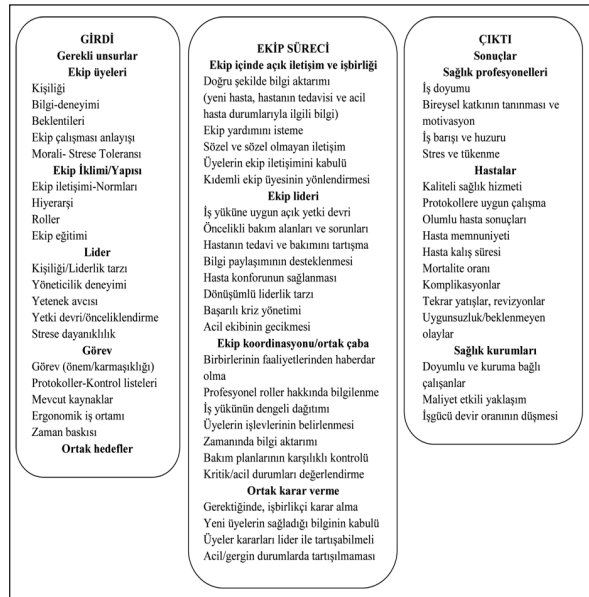 GİRDİ
Gerekli unsurlar
Ekip üyeleri
Kişiliği
Bilgi-deneyimi
Beklentileri
Ekip çalışması anlayışı
Morali- Strese Toleransı
Ekip İklimi/Yapısı
Ekip iletişimi-Normları
Hiyerarşi
Roller
Ekip eğitimi
Lider
Kişiliği/Liderlik tarzı
Yöneticilik deneyimi
Yetenek avcısı
Yetki devri/önceliklendirme
Strese dayanıklılık
Görev
Görev (önem/karmaşıklığı)
Protokoller-Kontrol listeleri
Mevcut kaynaklar
Ergonomik iş ortamı
Zaman baskısı
Ortak hedefler
EKİP SÜRECİ
Ekip içinde açık iletişim ve işbirliği
Doğru şekilde bilgi aktarımı
(yeni hasta, hastanın tedavisi ve acil
hasta durumlarıyla ilgili bilgi)
Ekip yardımını isteme
Sözel ve sözel olmayan iletişim
Üyelerin ekip iletişimini kabulü
Kıdemli ekip üyesinin yönlendirmesi
Ekip lideri
İş yüküne uygun açık yetki devri
Öncelikli bakım alanları ve sorunları
Hastanın tedavi ve bakımını tartışma
Bilgi paylaşımının desteklenmesi
Hasta konforunun sağlanması
Dönüşümlü liderlik tarzı
Başarılı kriz yönetimi
Acil ekibinin gecikmesi
Ekip koordinasyonu/ortak çaba
Birbirlerinin faaliyetlerinden haberdar
olma
Profesyonel roller hakkında bilgilenme
İş yükünün dengeli dağıtımı
Üyelerin işlevlerinin belirlenmesi
Zamanında bilgi aktarımı
Bakım planlarının karşılıklı kontrolü
Kritik/acil durumları değerlendirme
Ortak karar verme
Gerektiğinde, işbirlikçi karar alma
Yeni üyelerin sağladığı bilginin kabulü
Üyeler kararları lider ile tartışabilmeli
Acil/gergin durumlarda tartışılmaması
ÇIKTI
Sonuçlar
Sağlık profesyonelleri
İş doyumu
Bireysel katkının tanınması ve
motivasyon
İş barışı ve huzuru
Stres ve tükenme
Hastalar
Kaliteli sağlık hizmeti
Protokollere uygun çalışma
Olumlu hasta sonuçları
Hasta memnuniyeti
Hasta kalış süresi
Mortalite oranı
Komplikasyonlar
Tekrar yatışlar, revizyonlar
Uygunsuzluk/beklenmeyen
olaylar
Sağlık kurumları
Doyumlu ve kuruma bağlı
çalışanlar
Maliyet etkili yaklaşım
İşgücü devir oranının düşmesi